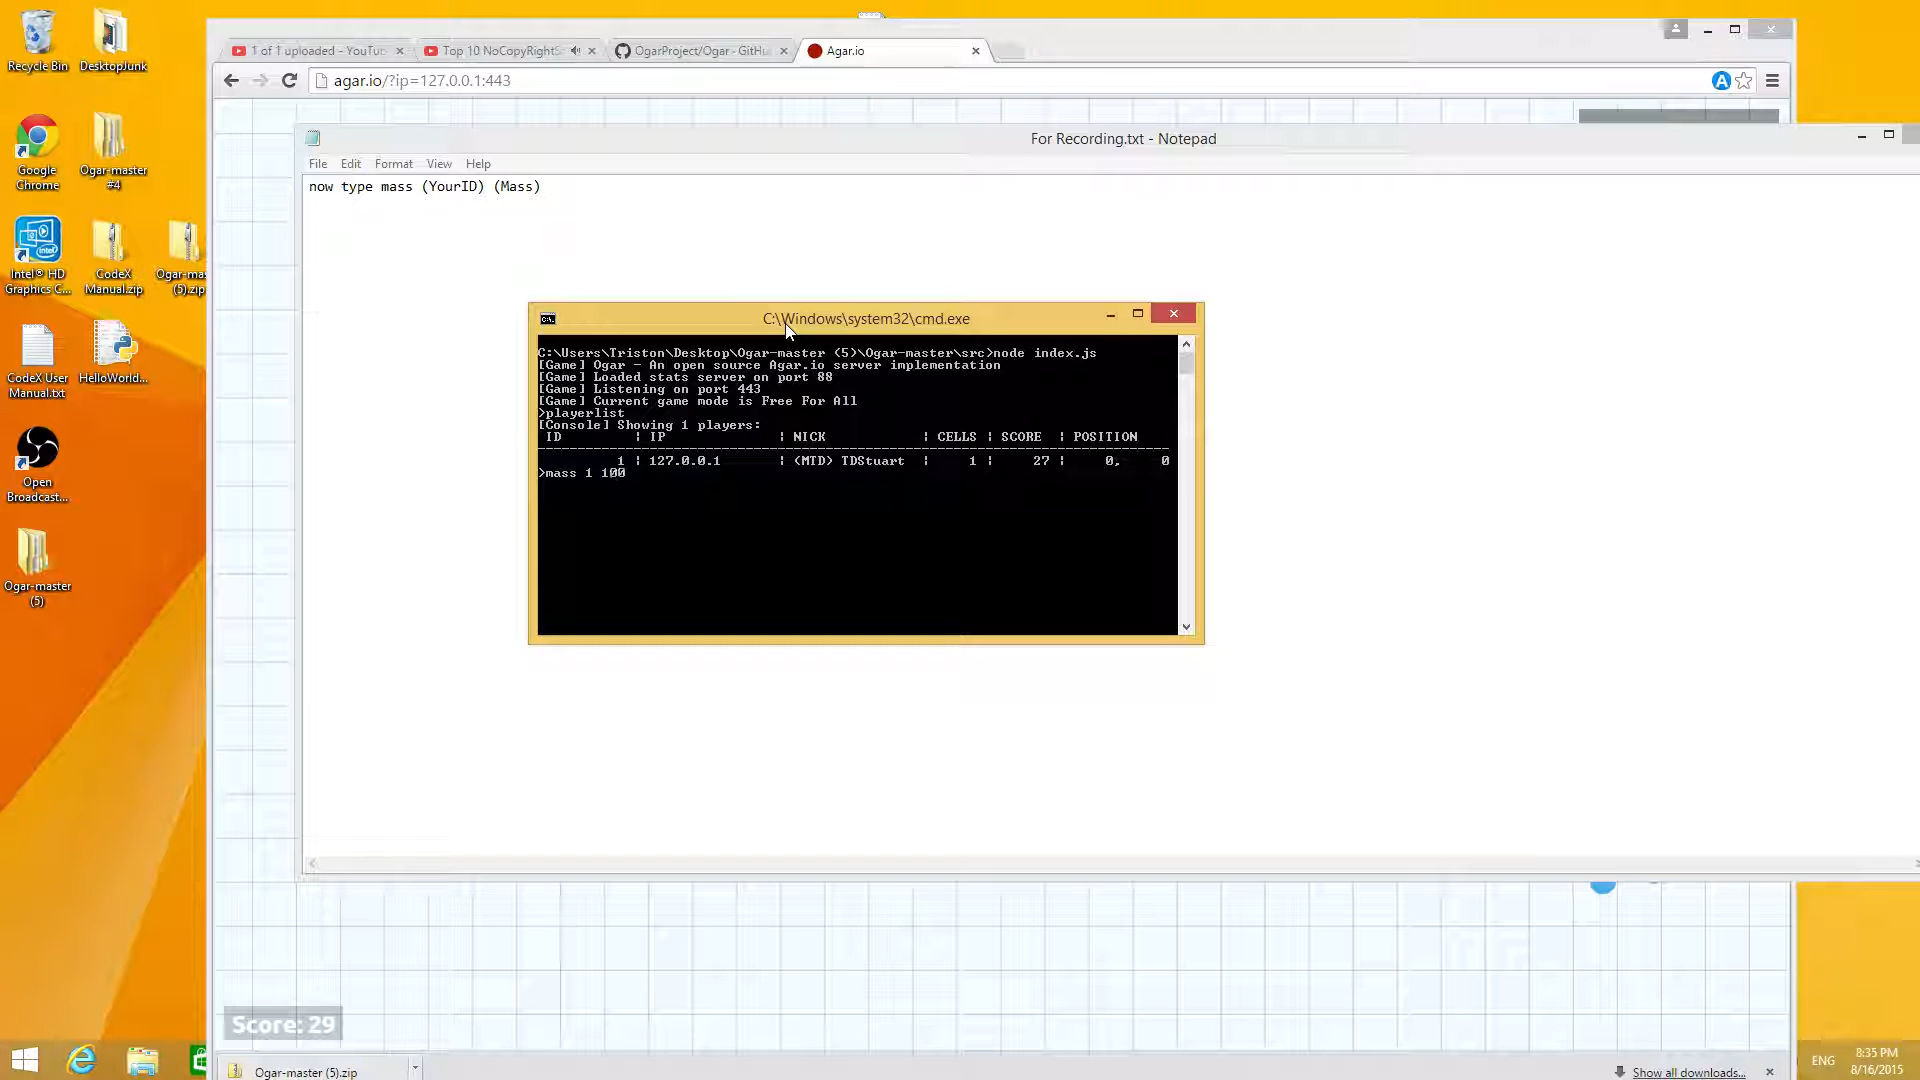 Recycle Bin
DesktopJunk
Google Chrome
Ogar-master #4
Intel® HD Graphics C...
CodeX Manual.zip
Ogar-mas (5).zip
CodeX User Manual.txt
HelloWorld...
Open Broadcast...
Ogar-master (5)
1 of 1 uploaded - YouTub
Top 10 NoCopyRightS
OgarProject/Ogar - GitHu
Agar.io
agar.io/?ip=127.0.0.1:443
For Recording.txt - Notepad
File Edit Format View Help
now type mass (YourID) (Mass)
C:\Windows\system32\cmd.exe
C:\Users\Triston\Desktop\Ogar-master (5)\Ogar-master\src>node index.js
[Game] Ogar - An open source Agar.io server implementation
[Game] Loaded stats server on port 88
[Game] Listening on port 443
[Game] Current game mode is Free For All
>playerlist
[Console] Showing 1 players:
ID | IP | NICK | CELLS | SCORE | POSITION
1 | 127.0.0.1 | (MTD) TDStuart | 1 | 27 | 0, 0
>mass 1 100
Score: 29
Ogar-master (5).zip
Show all downloads...
ENG
8:35 PM
8/16/2015